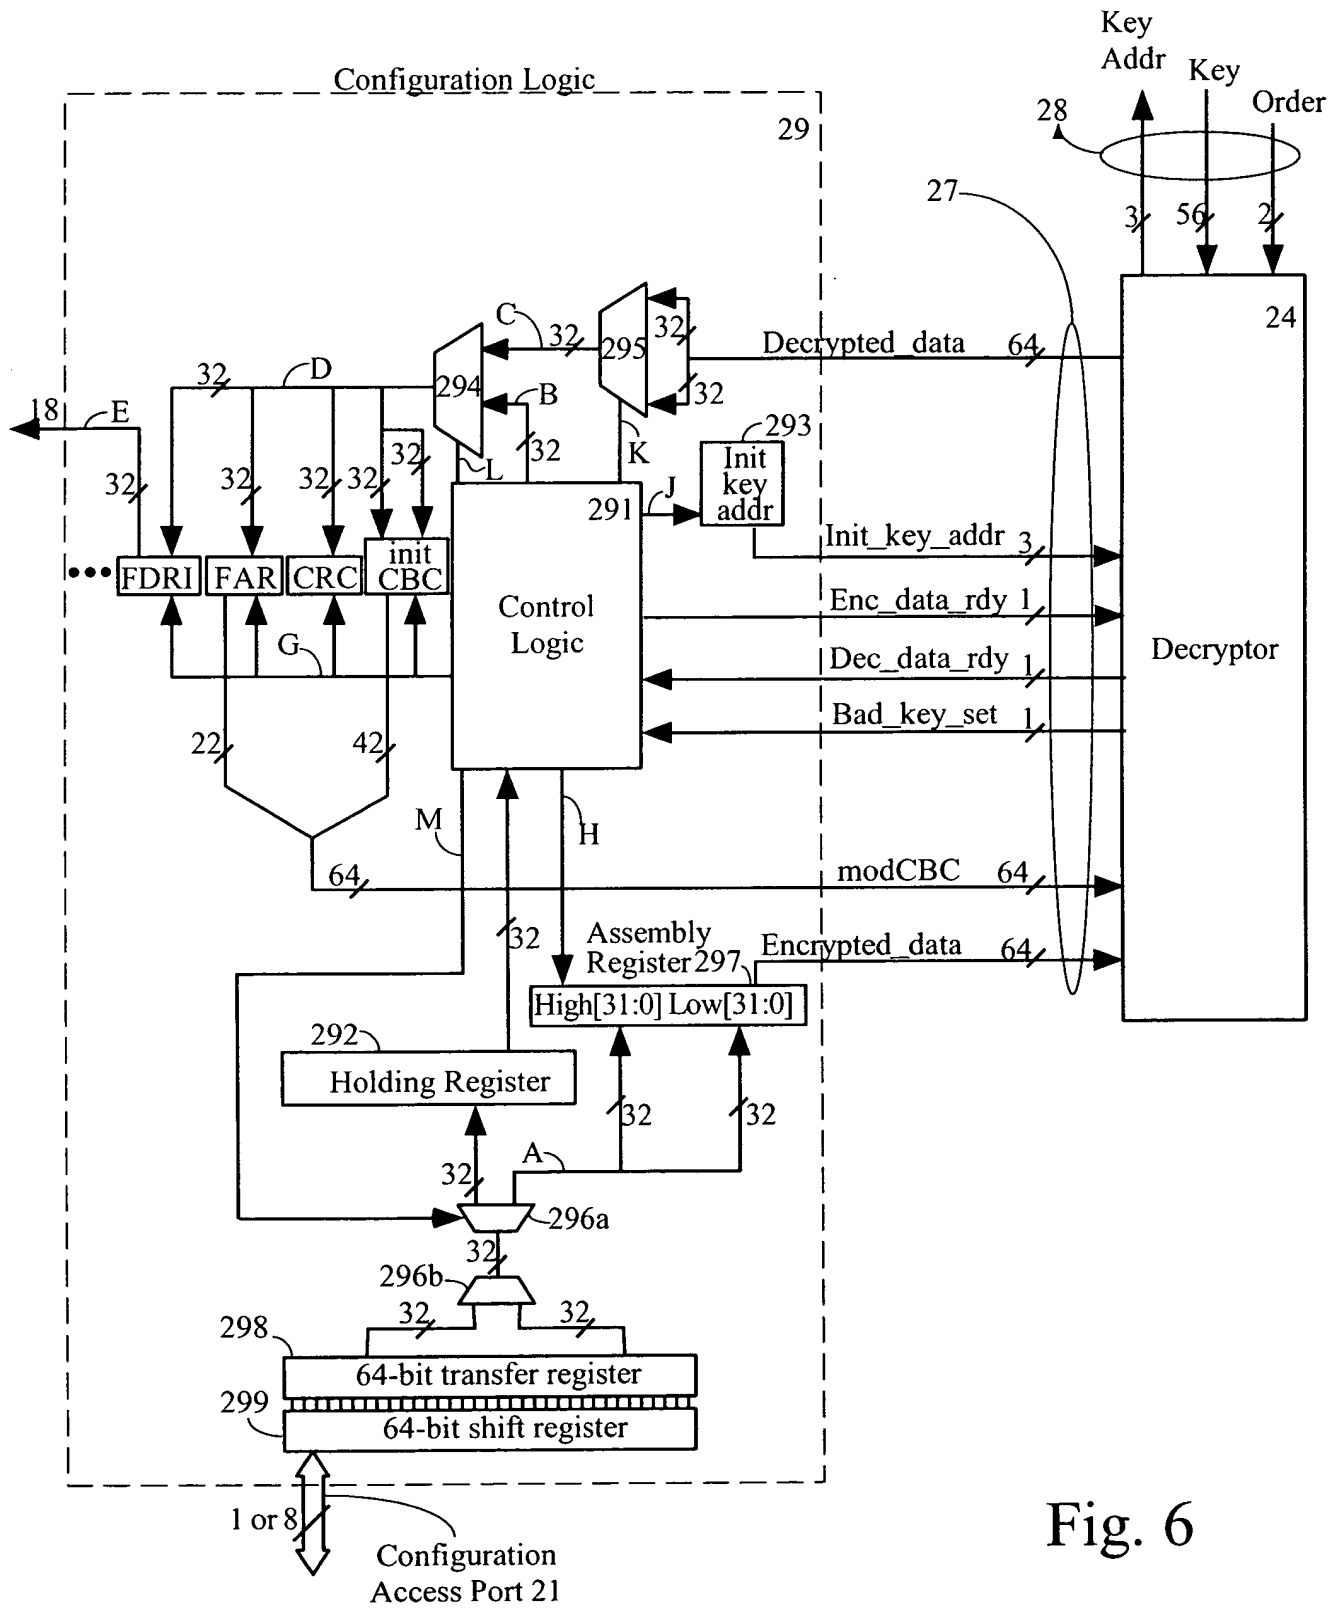 Key
Addr
Key
Order
Configuration Logic
29
28
27
3
56
2
24
C
32
295
32
Decrypted_data
64
32
D
294
B
32
18
E
293
32
32
32
32
32
L
32
K
Init
key
addr
J
291
init
CBC
FDRI
FAR
CRC
Init_key_addr
3
Control
Logic
Enc_data_rdy
1
G
Dec_data_rdy
1
Decryptor
Bad_key_set
1
22
42
M
H
64
modCBC
64
32
Assembly
Register 297
Encrypted_data
64
High[31:0] Low[31:0]
292
Holding Register
32
32
A
32
296a
32
296b
32
32
298
64-bit transfer register
299
64-bit shift register
1 or 8
Configuration
Access Port 21
Fig. 6